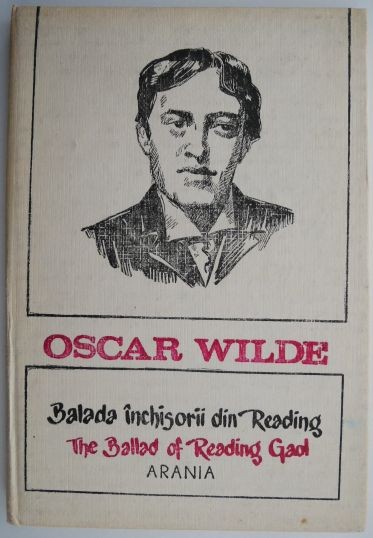 OSCAR WILDE
Balada închisorii din Reading
The Ballad of Reading Gaol
ARANIA